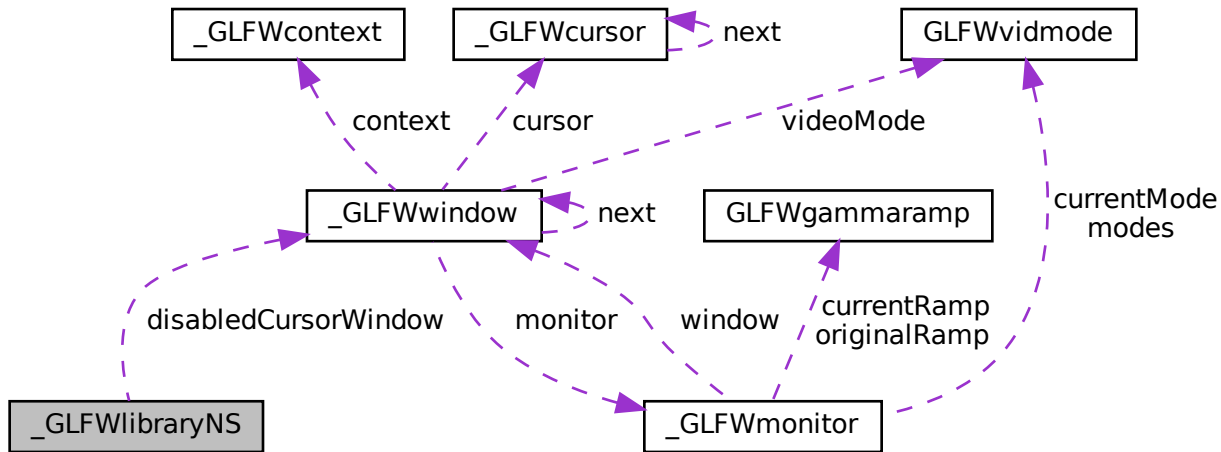 _GLFWcontext
_GLFWcursor
next
GLFWvidmode
context
cursor
videoMode
_GLFWwindow
next
GLFWgammaramp
currentMode
modes
disabledCursorWindow
monitor
window
currentRamp
originalRamp
_GLFWlibraryNS
_GLFWmonitor